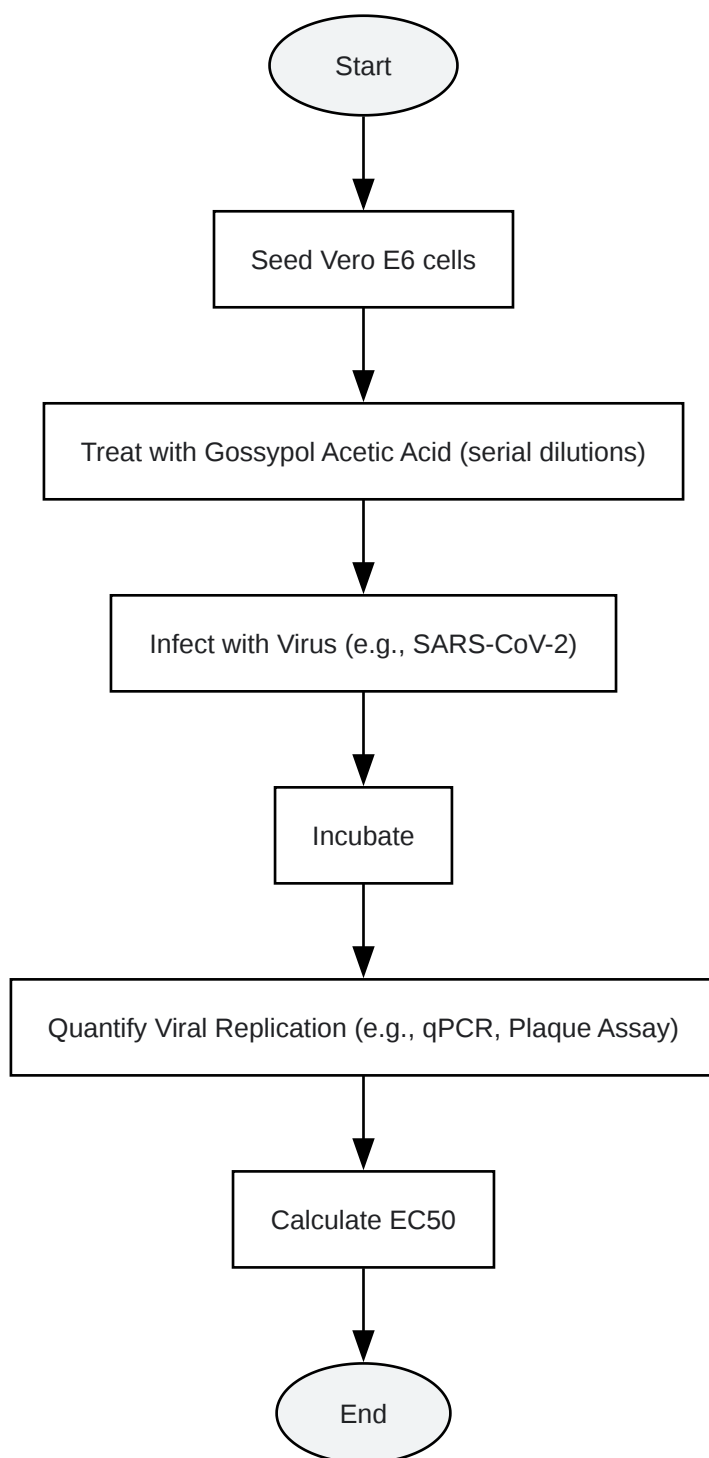 Start
Seed Vero E6 cells
Treat with Gossypol Acetic Acid (serial dilutions)
Infect with Virus (e.g., SARS-CoV-2)
Incubate
Quantify Viral Replication (e.g., qPCR, Plaque Assay)
Calculate EC50
End